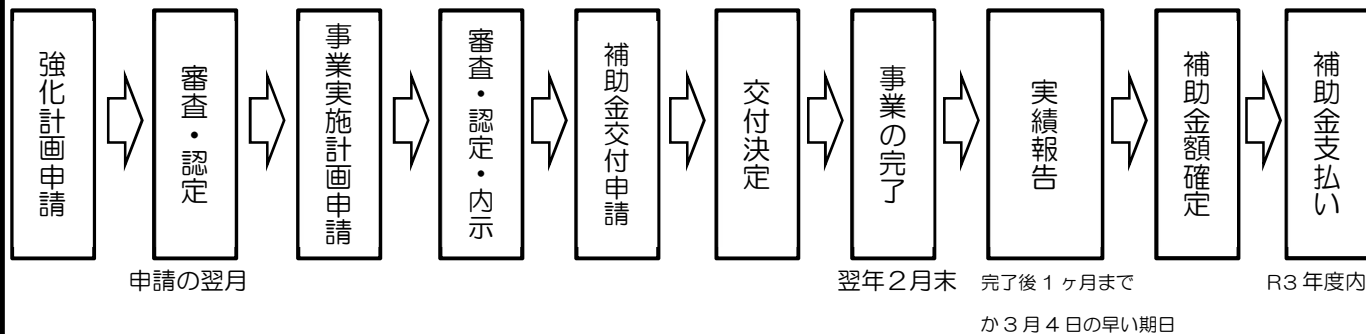 強化計画申請
審査・認定
事業実施計画申請
審査・認定・内示
補助金交付申請
交付決定
事業の完了
実績報告
補助金額確定
補助金支払い
申請の翌月
翌年２月末
完了後１ヶ月まで
か３月４日の早い期日
R3 年度内